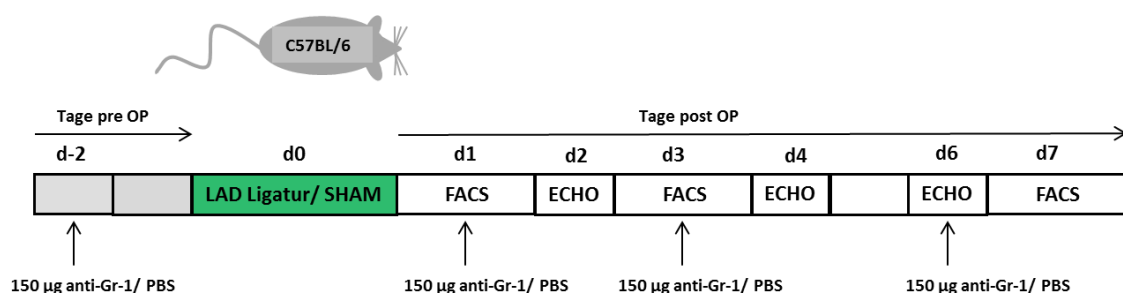 C57BL/6
Tage pre OP
Tage post OP
d-2
d0
d1
d2
d3
d4
d6
d7
LAD Ligatur/ SHAM
FACS
ECHO
FACS
ECHO
ECHO
FACS
150 µg anti-Gr-1/ PBS
150 µg anti-Gr-1/ PBS
150 µg anti-Gr-1/ PBS
150 µg anti-Gr-1/ PBS